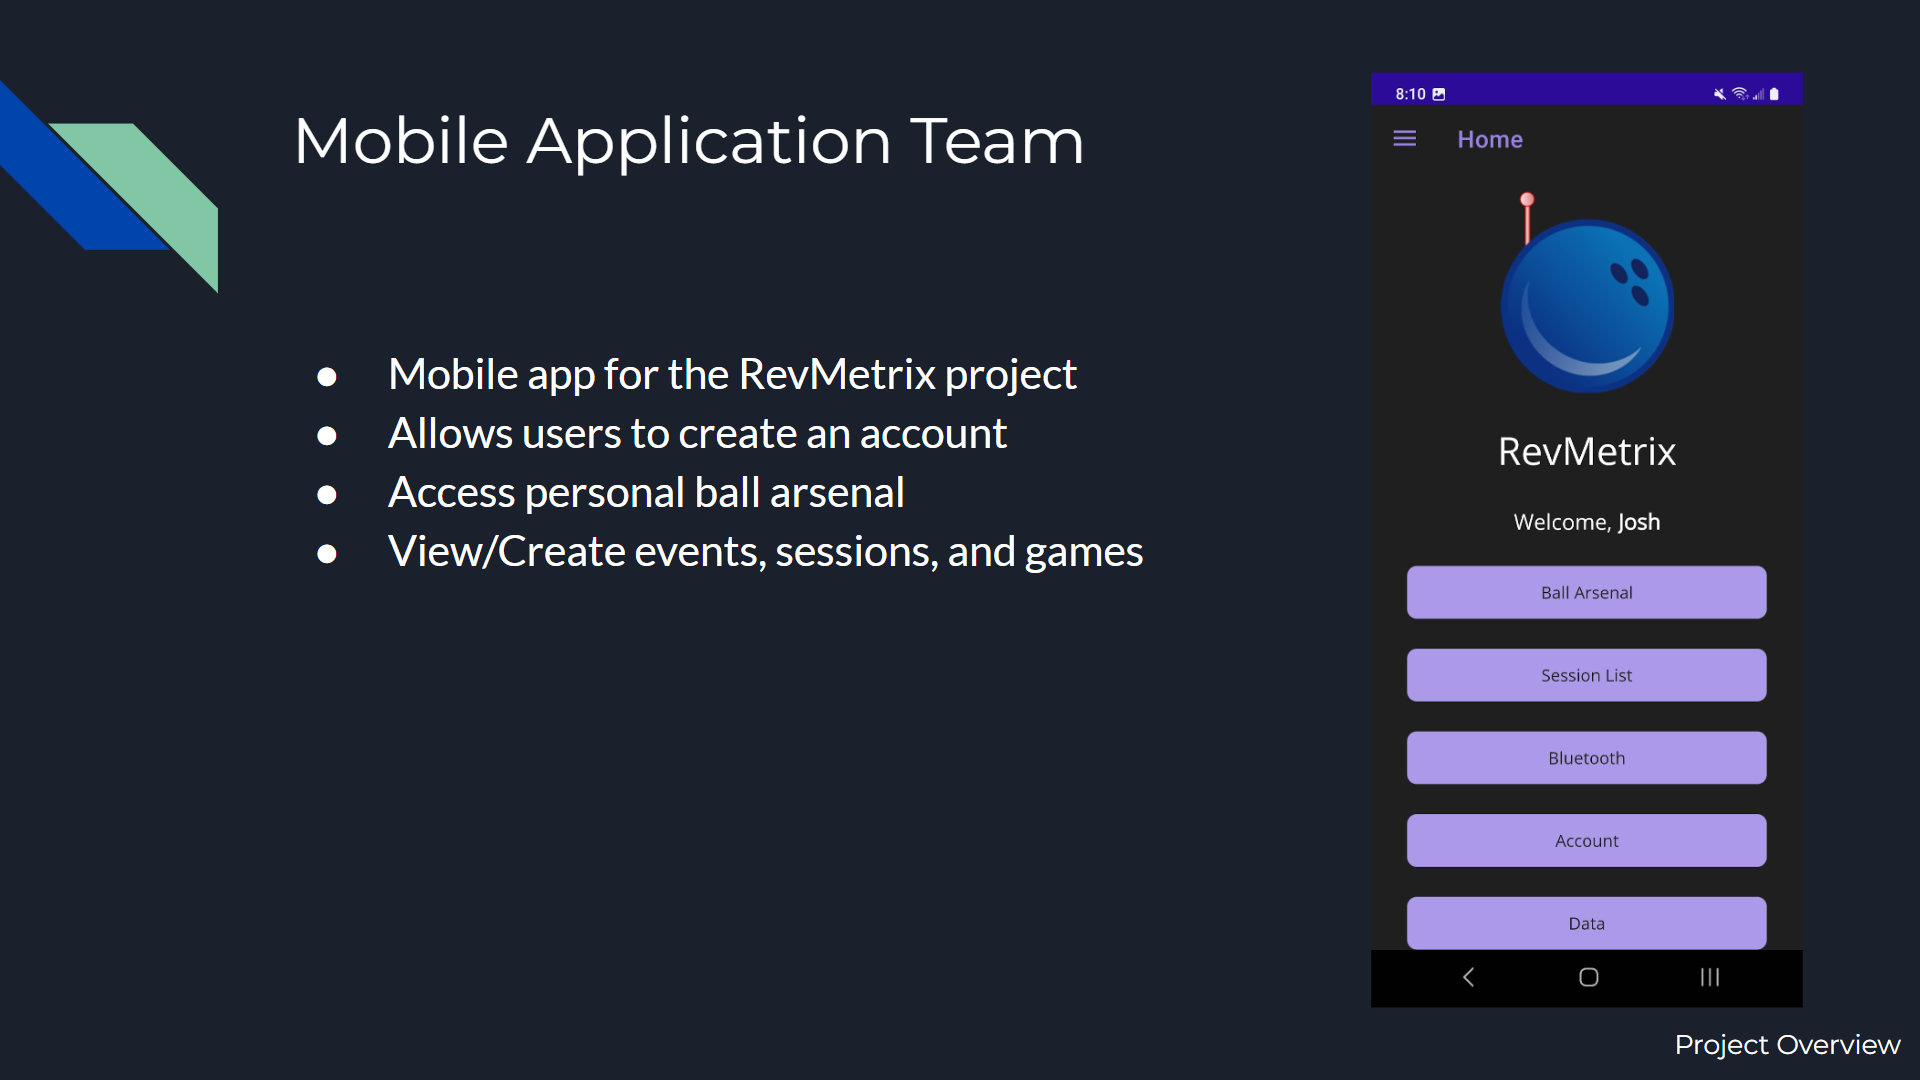 Mobile Application Team
● Mobile app for the RevMetrix project
● Allows users to create an account
● Access personal ball arsenal
● View/Create events, sessions, and games
8:10
Home
RevMetrix
Welcome, Josh
Ball Arsenal
Session List
Bluetooth
Account
Data
Project Overview